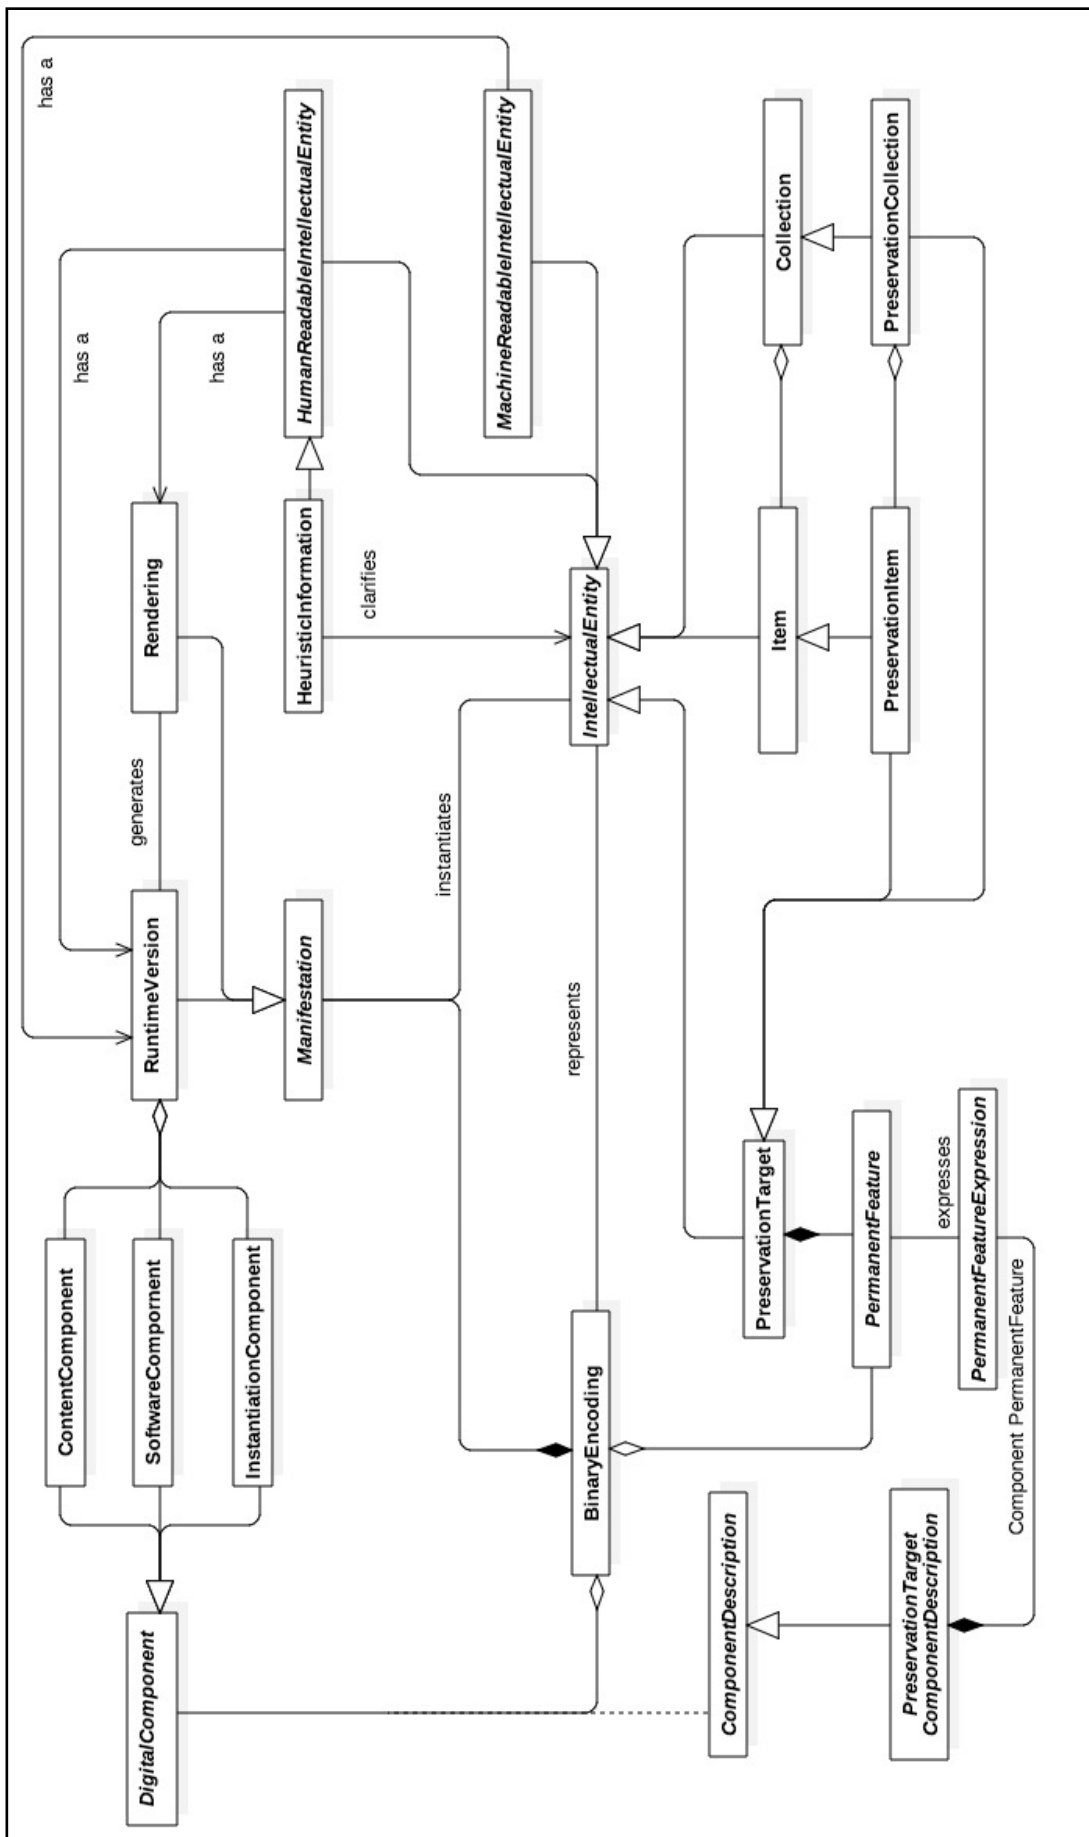 has a
ContentComponent
has a
generates
DigitalComponent
SoftwareCompornent
RuntimeVersion
Rendering
has a
InstantiationComponent
Manifestation
HeuristicInformation
HumanReadableIntellectualEntity
clarifies
instantiates
MachineReadableIntellectualEntity
represents
BinaryEncoding
IntellectualEntity
ComponentDescription
PreservationTarget
Item
Collection
PermanentFeature
PreservationItem
PreservationCollection
PreservationTarget
ComponentDescription
expresses
PermanentFeatureExpression
Component PermanentFeature